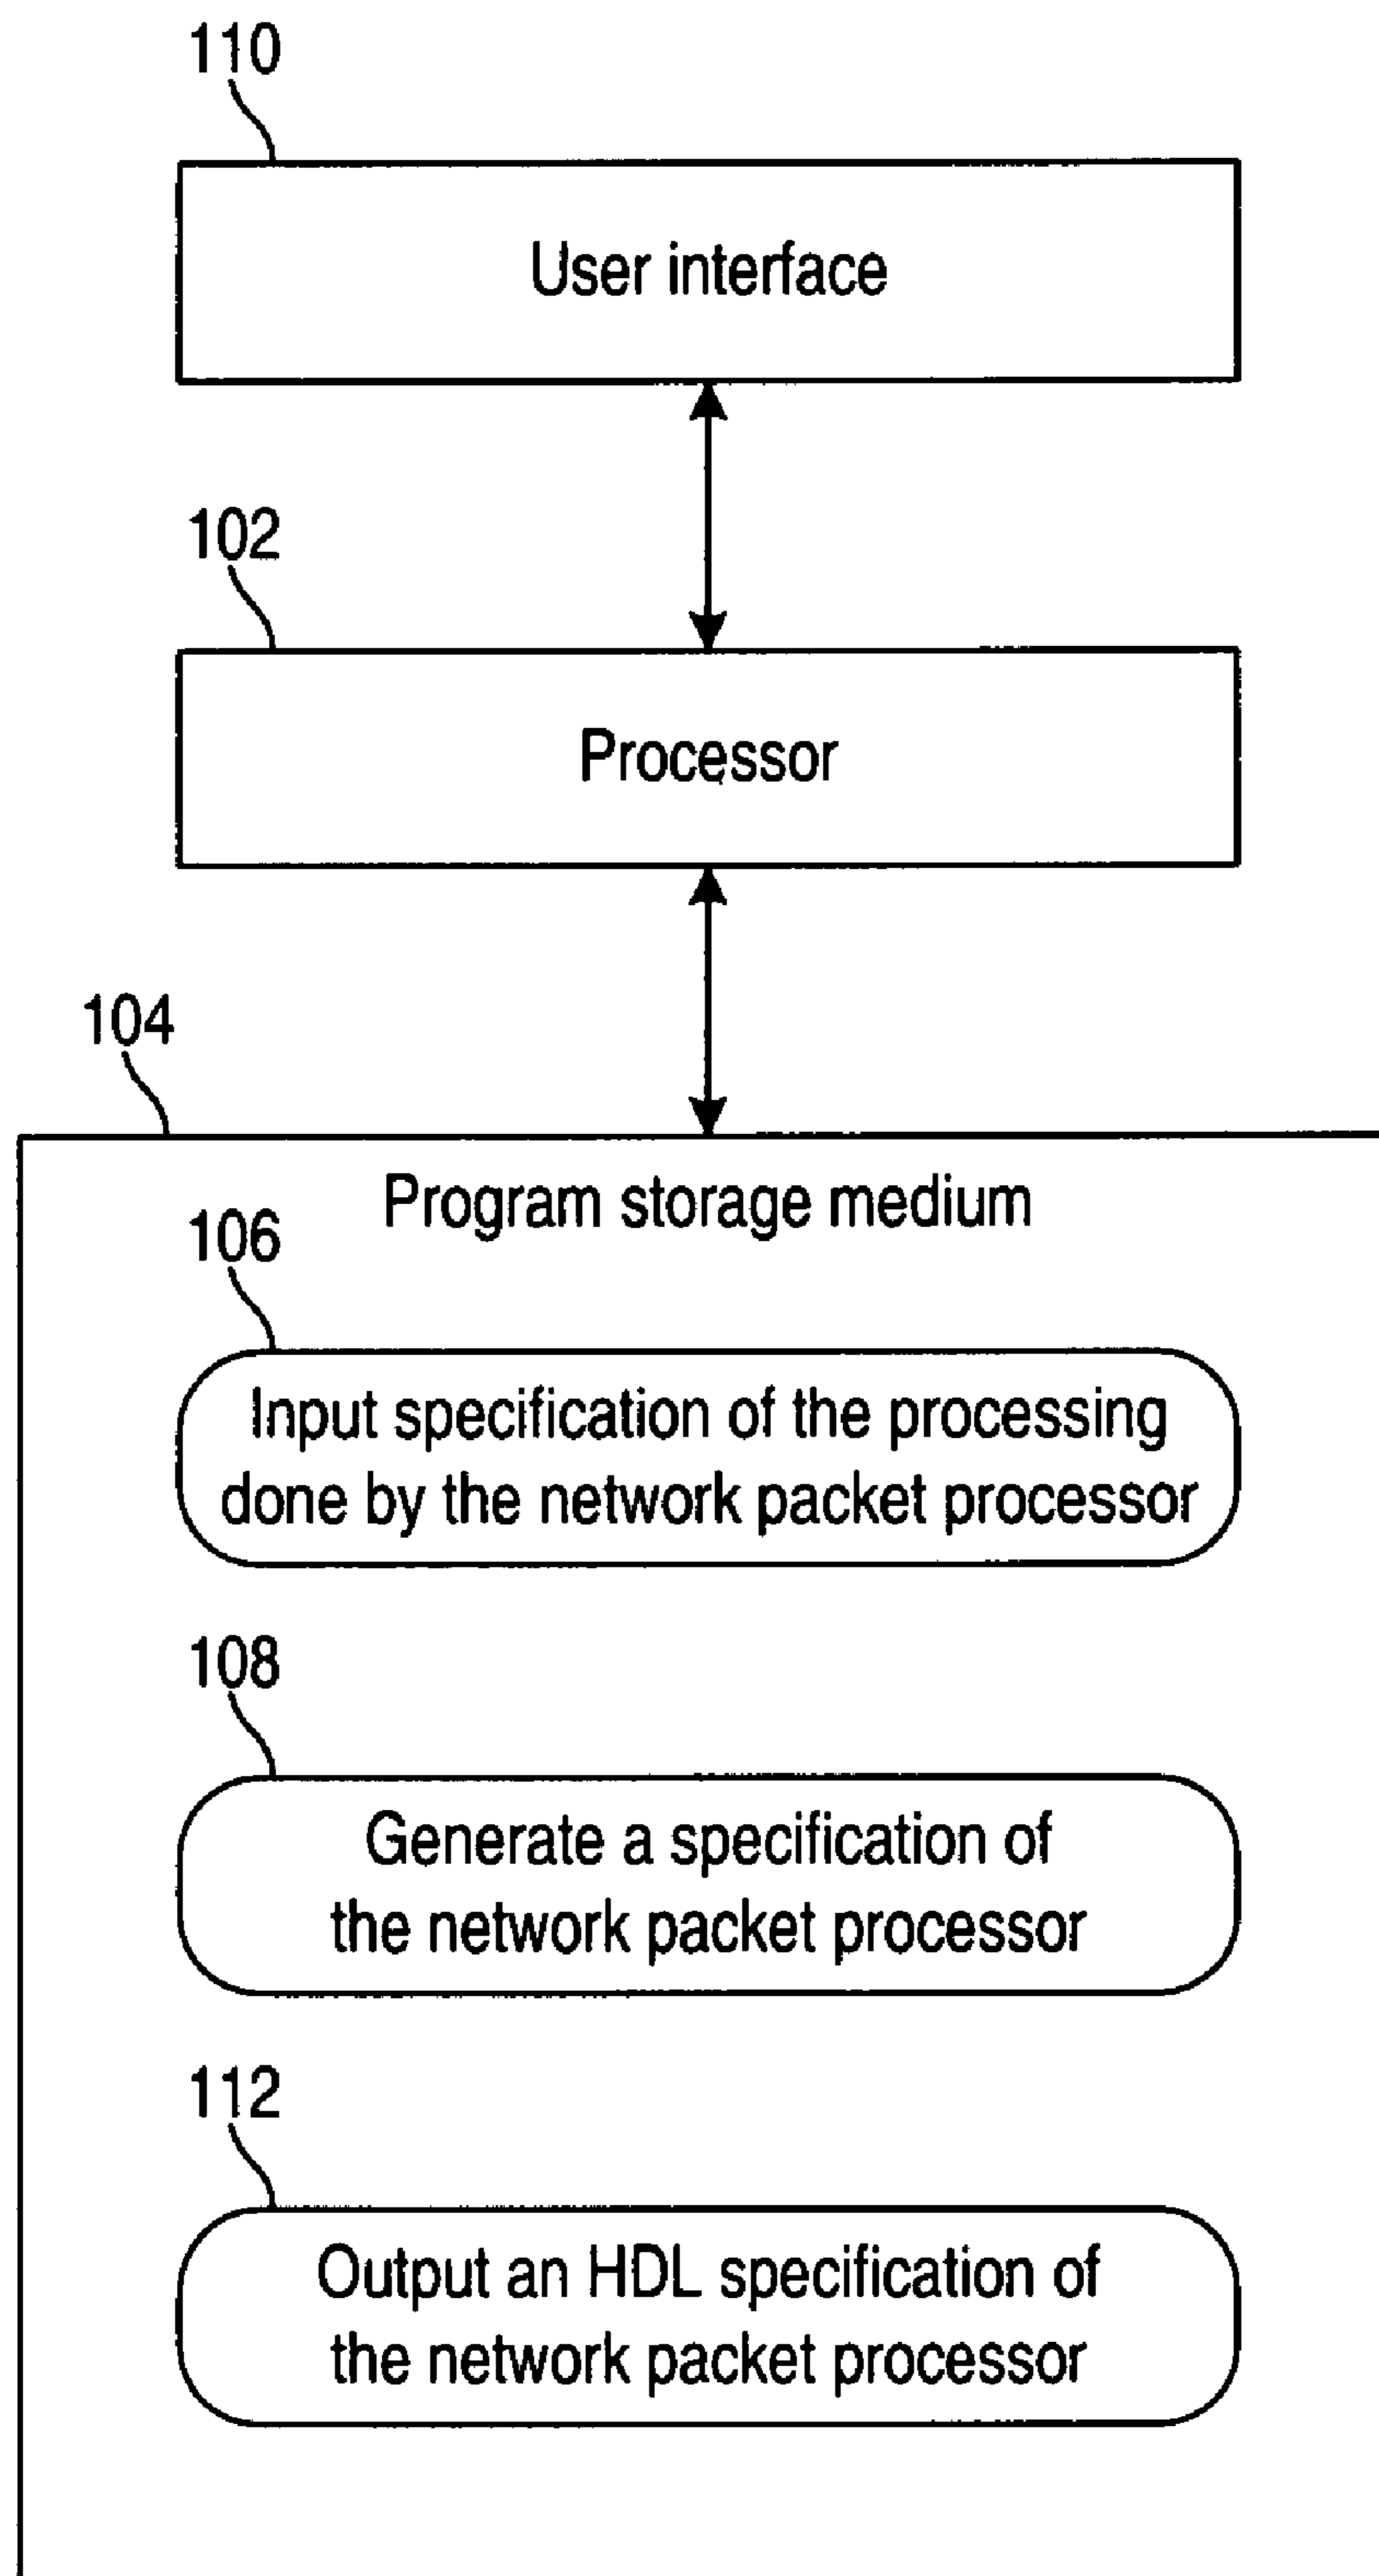 110
User interface
102
Processor
104
Program storage medium
106
Input specification of the processing
done by the network packet processor
108
Generate a specification of
the network packet processor
112
Output an HDL specification of
the network packet processor